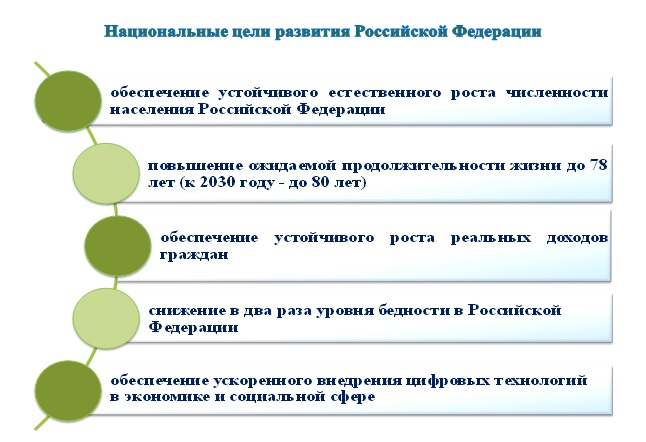 Национальные цели развития Российской Федерации
обеспечение устойчивого естественного роста численности
населения Российской Федерации
повышение ожидаемой продолжительности жизни до 78
лет (к 2030 году - до 80 лет)
обеспечение устойчивого роста реальных доходов
граждан
снижение в два раза уровня бедности в Российской
Федерации
обеспечение ускоренного внедрения цифровых технологий
в экономике и социальной сфере